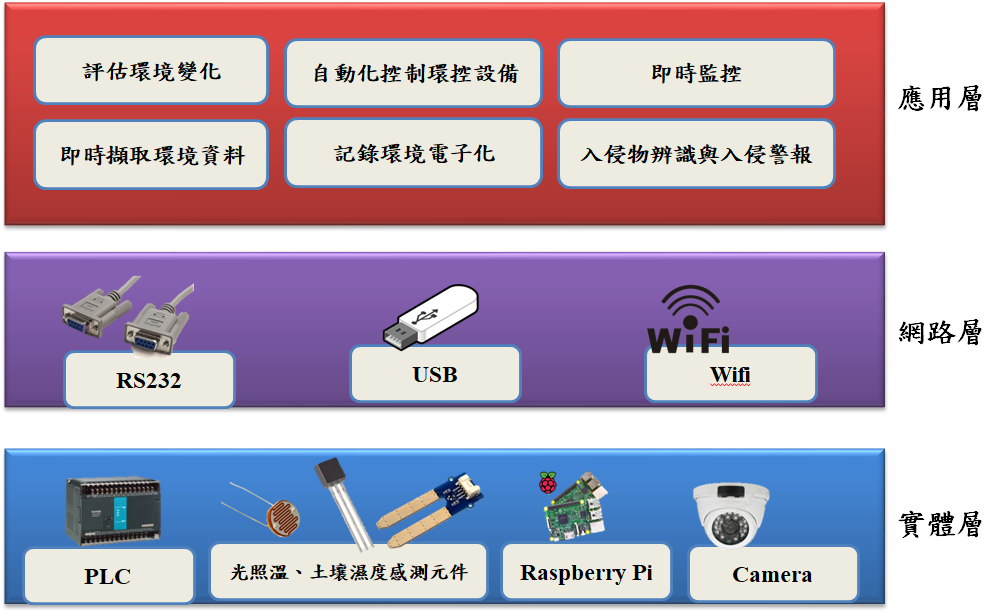 評估環境變化
自動化控制環控設備
即時監控
應用層
即時擷取環境資料
記錄環境電子化
入侵物辨識與入侵警報
WiFi
網路層
RS232
USB
Wifi
實體層
PLC
光照溫、土壤濕度感測元件
Raspberry Pi
Camera